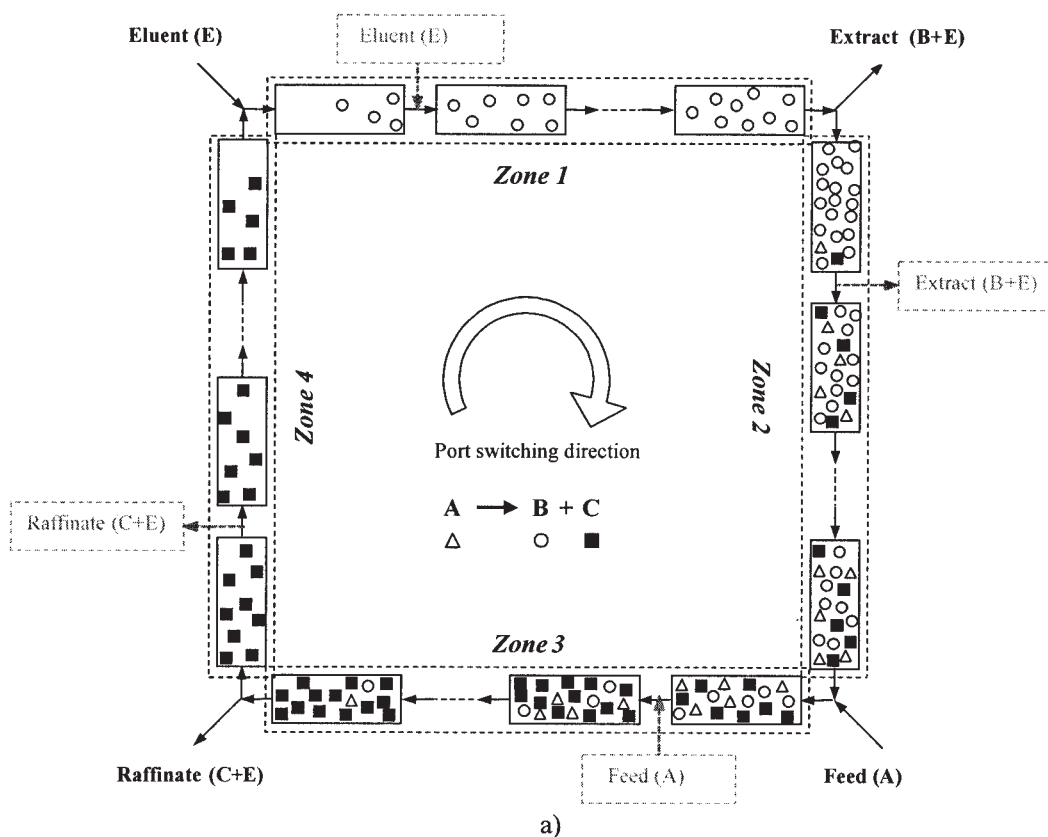 Eluent (E)
Eluent (E)
Extract (B+E)
Zone 1
Extract (B+E)
Zone 4
Zone 2
Port switching direction
A → B + C
Raffinate (C+E)
Zone 3
Raffinate (C+E)
Feed (A)
Feed (A)
a)